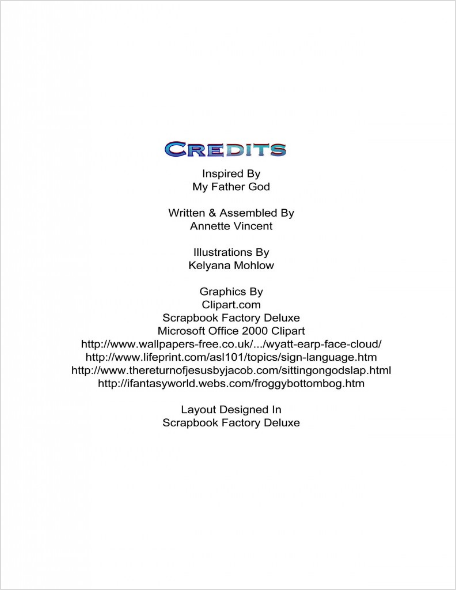 CREDITS
Inspired By
My Father God
Written & Assembled By
Annette Vincent
Illustrations By
Kelyana Mohlow
Graphics By
Clipart.com
Scrapbook Factory Deluxe
Microsoft Office 2000 Clipart
http://www.wallpapers-free.co.uk/.../wyatt-earp-face-cloud/
http://www.lifeprint.com/asl101/topics/sign-language.htm
http://www.thereturnofjesusbyjacob.com/sittingongodslap.html
http://ifantasyworld.webs.com/froggybottombog.htm
Layout Designed In
Scrapbook Factory Deluxe